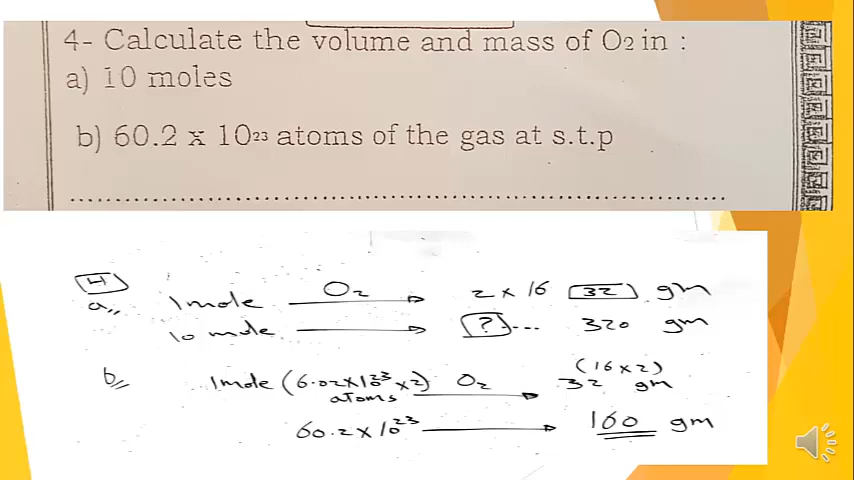 4- Calculate the volume and mass of O2 in :
a) 10 moles
b) 60.2 x 10²³ atoms of the gas at s.t.p
4
a,, 1 mole O₂ → 2 × 16 32 gm
10 mole → ?... 320 gm
b 1 mole (6.02×10²³×2) atoms O₂ → (16×2) 32 gm
60.2 × 10²³ → 160 gm